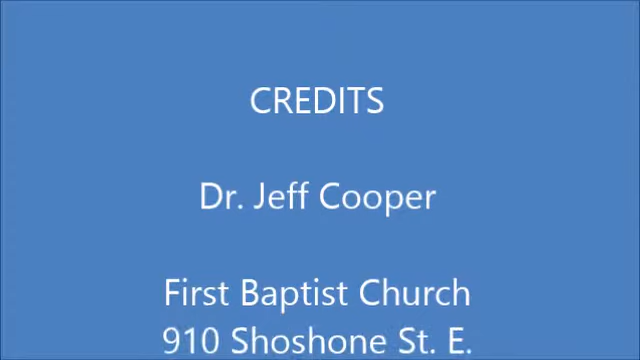 CREDITS
Dr. Jeff Cooper
First Baptist Church
910 Shoshone St. E.